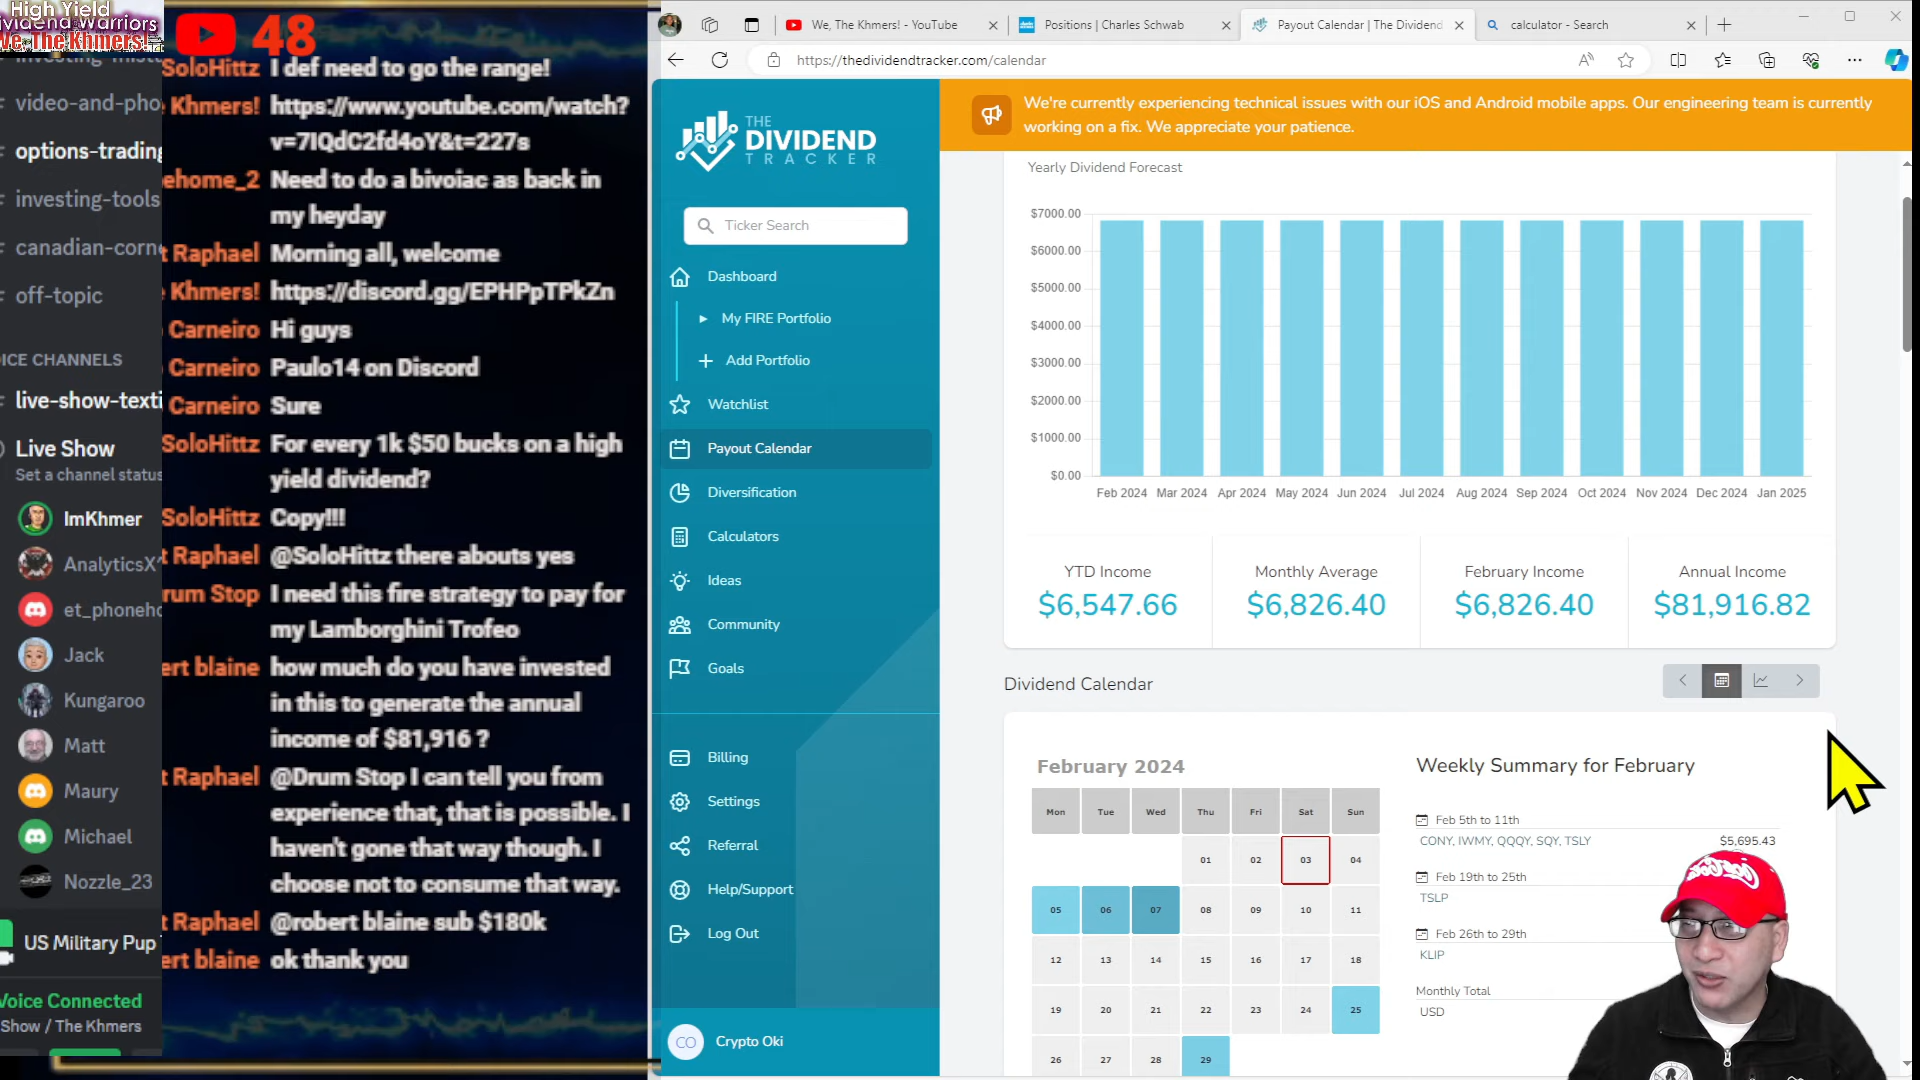 High Yield
Dividend Warriors
We, The Khmers!
48
video-and-pho
options-trading
investing-tools
canadian-corn
off-topic
ICE CHANNELS
live-show-texti
Live Show
Set a channel status
ImKhmer
AnalyticsX
et_phoneho
Jack
Kungaroo
Matt
Maury
Michael
Nozzle_23
US Military Pup
Voice Connected
Show / The Khmers
SoloHittz I def need to go the range!
Khmers! https://www.youtube.com/watch?
v=7IQdC2fd4oY&t=227s
ehome_2 Need to do a bivoiac as back in
my heyday
t Raphael Morning all, welcome
Khmers! https://discord.gg/EPHPpTPkZn
Carneiro Hi guys
Carneiro Paulo14 on Discord
Carneiro Sure
SoloHittz For every 1k $50 bucks on a high
yield dividend?
SoloHittz Copy!!!
t Raphael @SoloHittz there abouts yes
rum Stop I need this fire strategy to pay for
my Lamborghini Trofeo
ert blaine how much do you have invested
in this to generate the annual
income of $81,916 ?
t Raphael @Drum Stop I can tell you from
experience that, that is possible. I
haven't gone that way though. I
choose not to consume that way.
t Raphael @robert blaine sub $180k
ert blaine ok thank you
We, The Khmers! - YouTube
Positions | Charles Schwab
Payout Calendar | The Dividend
calculator - Search
https://thedividendtracker.com/calendar
THE
DIVIDEND
TRACKER
Ticker Search
Dashboard
My FIRE Portfolio
Add Portfolio
Watchlist
Payout Calendar
Diversification
Calculators
Ideas
Community
Goals
Billing
Settings
Referral
Help/Support
Log Out
CO Crypto Oki
We're currently experiencing technical issues with our iOS and Android mobile apps. Our engineering team is currently
working on a fix. We appreciate your patience.
Yearly Dividend Forecast
$7000.00
$6000.00
$5000.00
$4000.00
$3000.00
$2000.00
$1000.00
$0.00
Feb 2024 Mar 2024 Apr 2024 May 2024 Jun 2024 Jul 2024 Aug 2024 Sep 2024 Oct 2024 Nov 2024 Dec 2024 Jan 2025
YTD Income Monthly Average February Income Annual Income
$6,547.66 $6,826.40 $6,826.40 $81,916.82
Dividend Calendar
February 2024
Mon Tue Wed Thu Fri Sat Sun
01 02 03 04
05 06 07 08 09 10 11
12 13 14 15 16 17 18
19 20 21 22 23 24 25
26 27 28 29
Weekly Summary for February
Feb 5th to 11th
CONY, IWMY, QQQY, SQY, TSLY $5,695.43
Feb 19th to 25th
TSLP
Feb 26th to 29th
KLIP
Monthly Total
USD